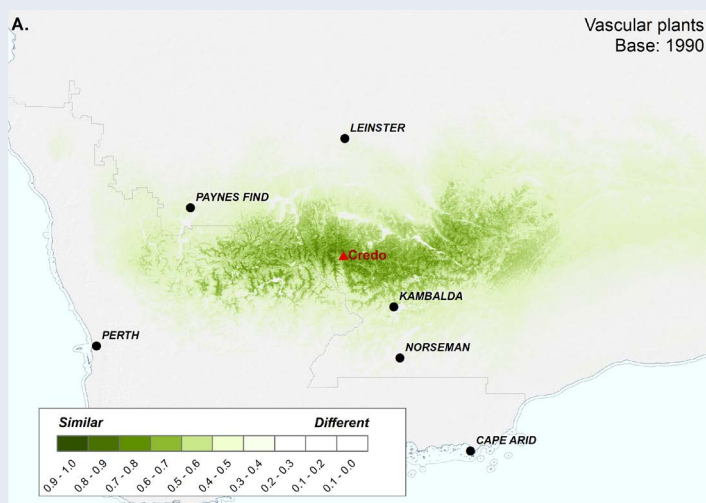 A.
Vascular plants
Base: 1990
LEINSTER
PAYNES FIND
Credo
KAMBALDA
PERTH
NORSEMAN
Similar Different
0.9 - 1.0 0.8 - 0.9 0.7 - 0.8 0.6 - 0.7 0.5 - 0.6 0.4 - 0.5 0.3 - 0.4 0.2 - 0.3 0.1 - 0.2 0.1 - 0.0
CAPE ARID